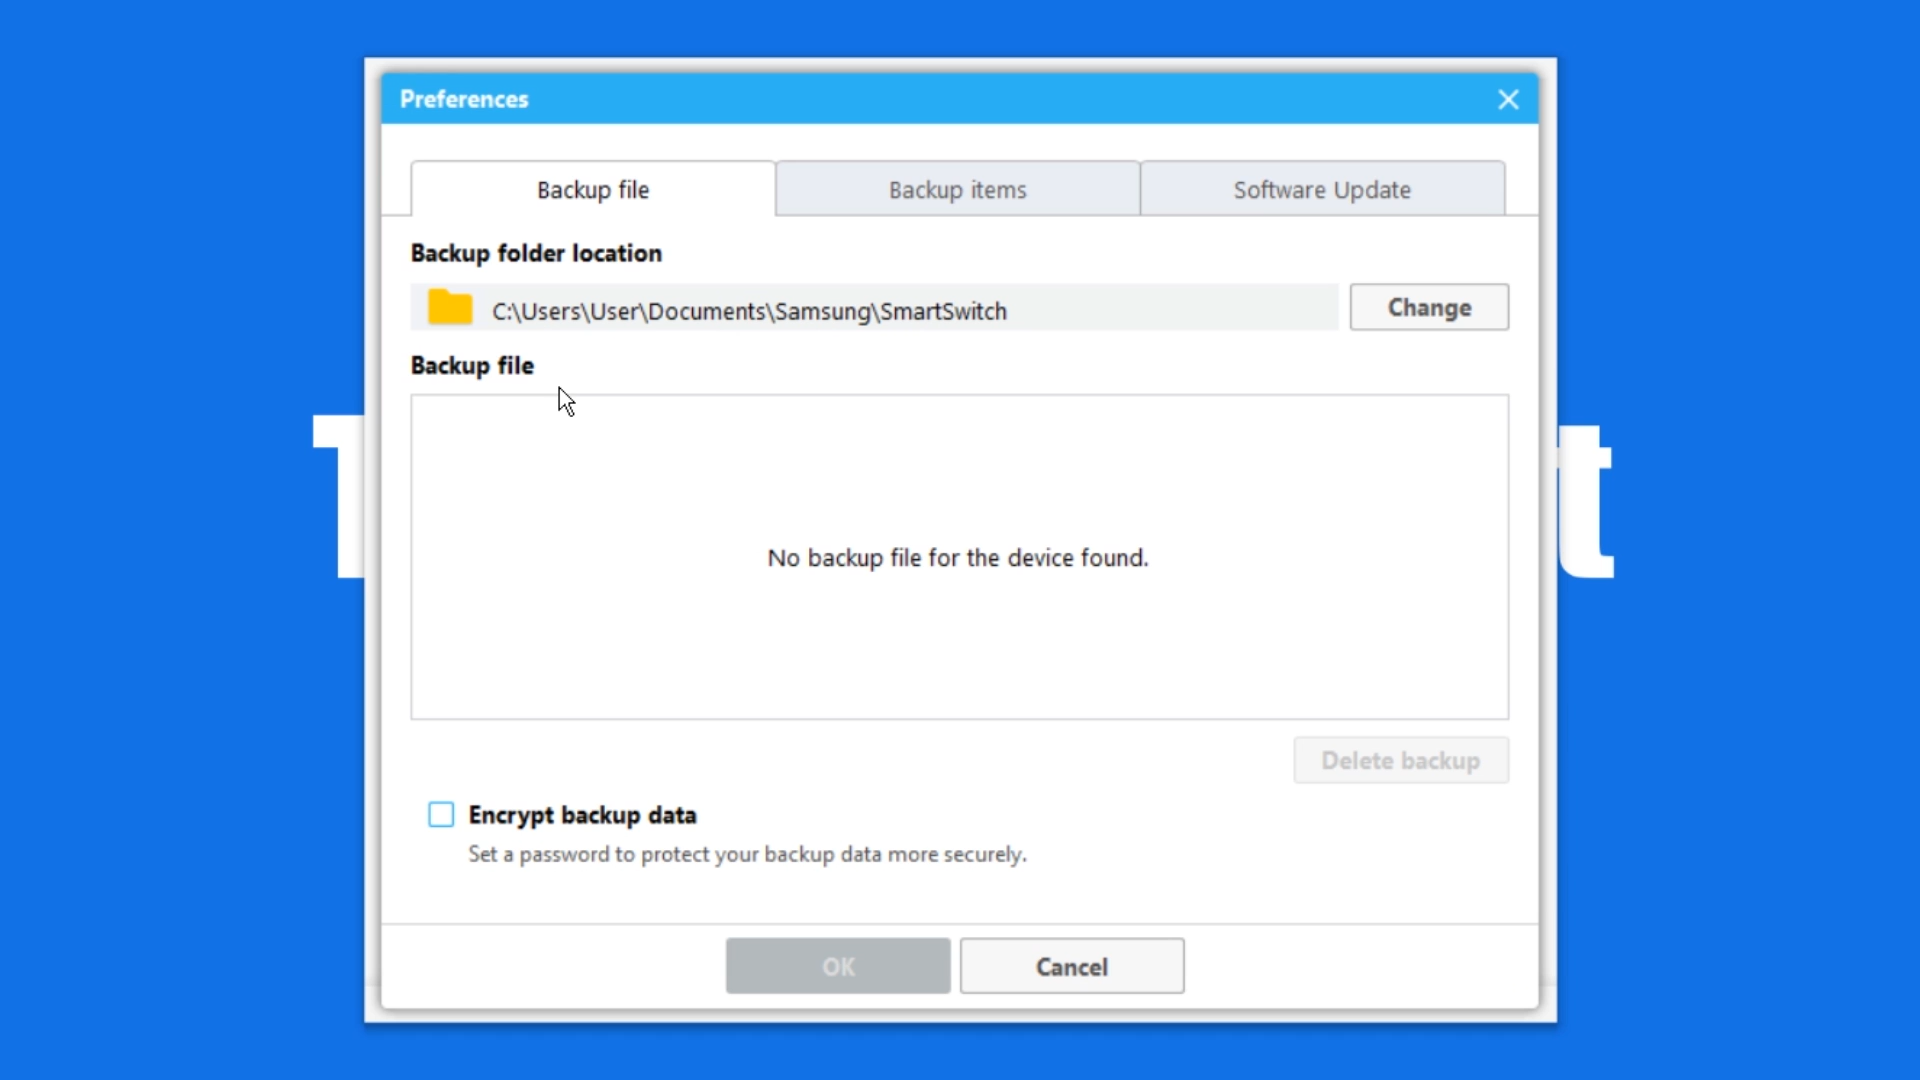 Preferences
Backup file
Backup items
Software Update
Backup folder location
C:\Users\User\Documents\Samsung\SmartSwitch
Change
Backup file
No backup file for the device found.
Delete backup
Encrypt backup data
Set a password to protect your backup data more securely.
OK
Cancel